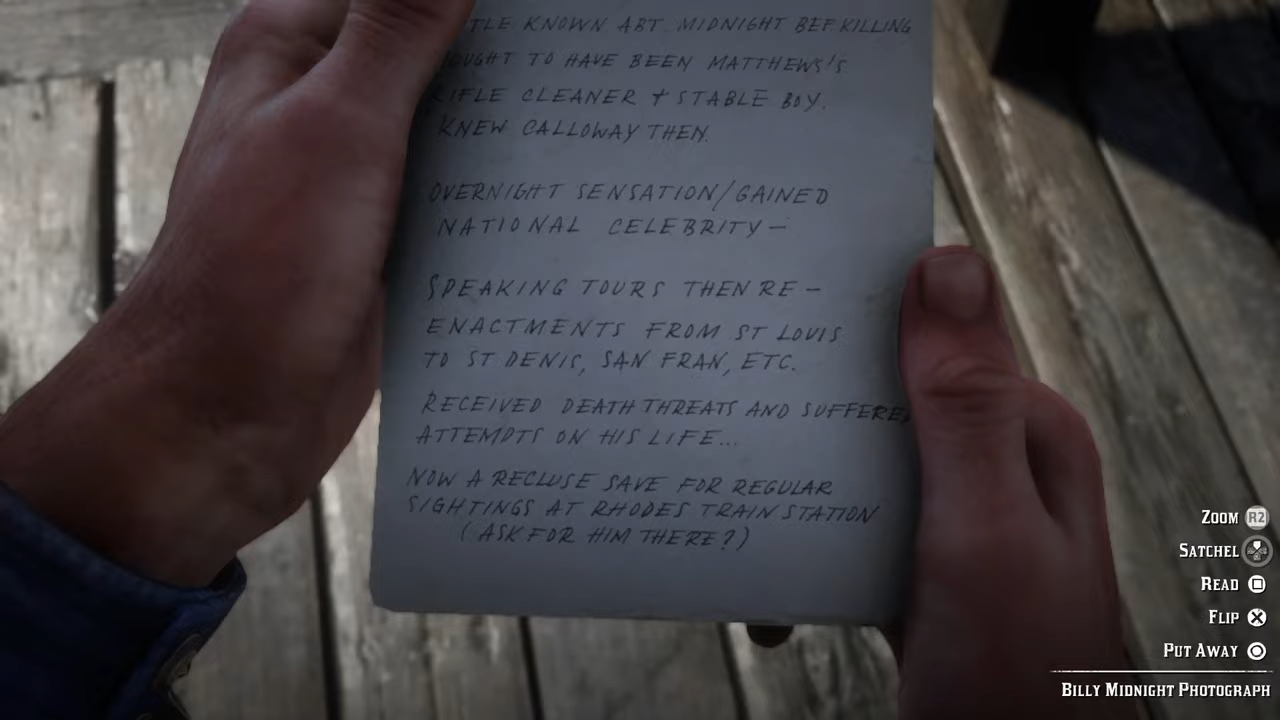 TLE KNOWN ABT. MIDNIGHT BEF. KILLING
OUGHT TO HAVE BEEN MATTHEWS'S
RIFLE CLEANER + STABLE BOY.
KNEW CALLOWAY THEN.
OVERNIGHT SENSATION/GAINED
NATIONAL CELEBRITY-
SPEAKING TOURS THEN RE-
ENACTMENTS FROM ST LOUIS
TO ST DENIS, SAN FRAN, ETC.
RECEIVED DEATH THREATS AND SUFFERED
ATTEMPTS ON HIS LIFE...
NOW A RECLUSE SAVE FOR REGULAR
SIGHTINGS AT RHODES TRAIN STATION
(ASK FOR HIM THERE?)
ZOOM R2
SATCHEL
READ
FLIP
PUT AWAY
BILLY MIDNIGHT PHOTOGRAPH